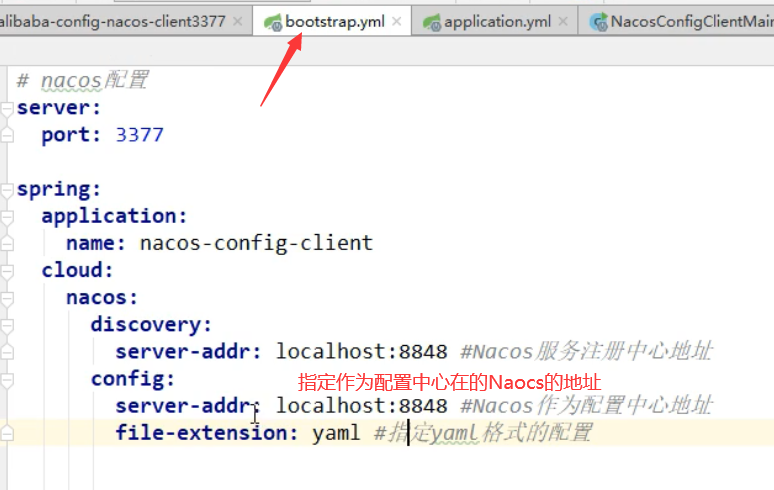 alibaba-config-nacos-client3377 bootstrap.yml application.yml NacosConfigClientMain
# nacos配置
server:
port: 3377
spring:
application:
name: nacos-config-client
cloud:
nacos:
discovery:
server-addr: localhost:8848 #Nacos服务注册中心地址
config:
指定作为配置中心在的Naocs的地址
server-addr: localhost:8848 #Nacos作为配置中心地址
file-extension: yaml #指定yaml格式的配置